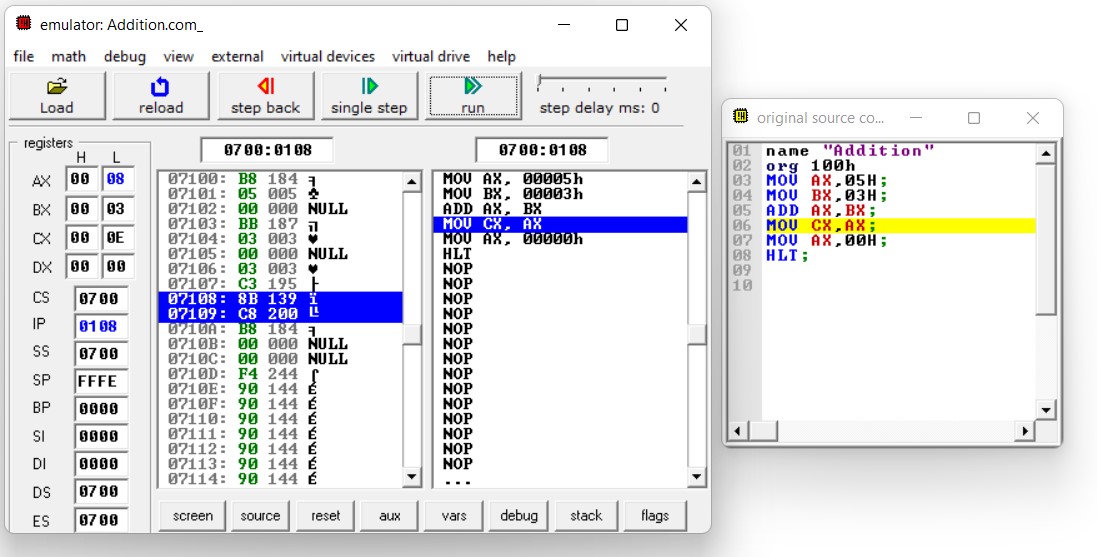 emulator: Addition.com_
file math debug view external virtual devices virtual drive help
Load reload step back single step run step delay ms: 0
registers
H L
AX 00 08
BX 00 03
CX 00 0E
DX 00 00
CS 0700
IP 0108
SS 0700
SP FFFE
BP 0000
SI 0000
DI 0000
DS 0700
ES 0700
0700:0108
07100: B8 184 ╕
07101: 05 005 ♣
07102: 00 000 NULL
07103: BB 187 ╗
07104: 03 003 ♥
07105: 00 000 NULL
07106: 03 003 ♥
07107: C3 195 ├
07108: 8B 139 ï
07109: C8 200 ╚
0710A: B8 184 ╕
0710B: 00 000 NULL
0710C: 00 000 NULL
0710D: F4 244 ⌠
0710E: 90 144 É
0710F: 90 144 É
07110: 90 144 É
07111: 90 144 É
07112: 90 144 É
07113: 90 144 É
07114: 90 144 É
0700:0108
MOV AX, 00005h
MOV BX, 00003h
ADD AX, BX
MOV CX, AX
MOV AX, 00000h
HLT
NOP
NOP
NOP
NOP
NOP
NOP
NOP
NOP
NOP
NOP
NOP
NOP
NOP
NOP
...
screen source reset aux vars debug stack flags
original source co...
01 name "Addition"
02 org 100h
03 MOV AX,05H;
04 MOV BX,03H;
05 ADD AX,BX;
06 MOV CX,AX;
07 MOV AX,00H;
08 HLT;
09
10